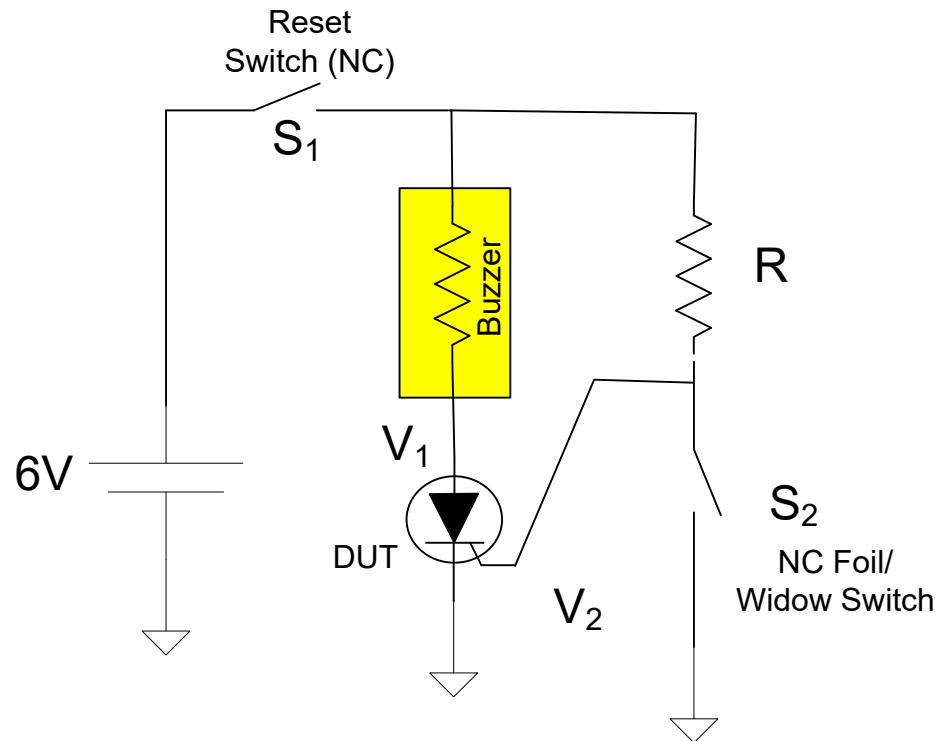 Reset
Switch (NC)
S₁
Buzzer
R
V₁
6V
S₂
DUT
NC Foil/
Widow Switch
V₂